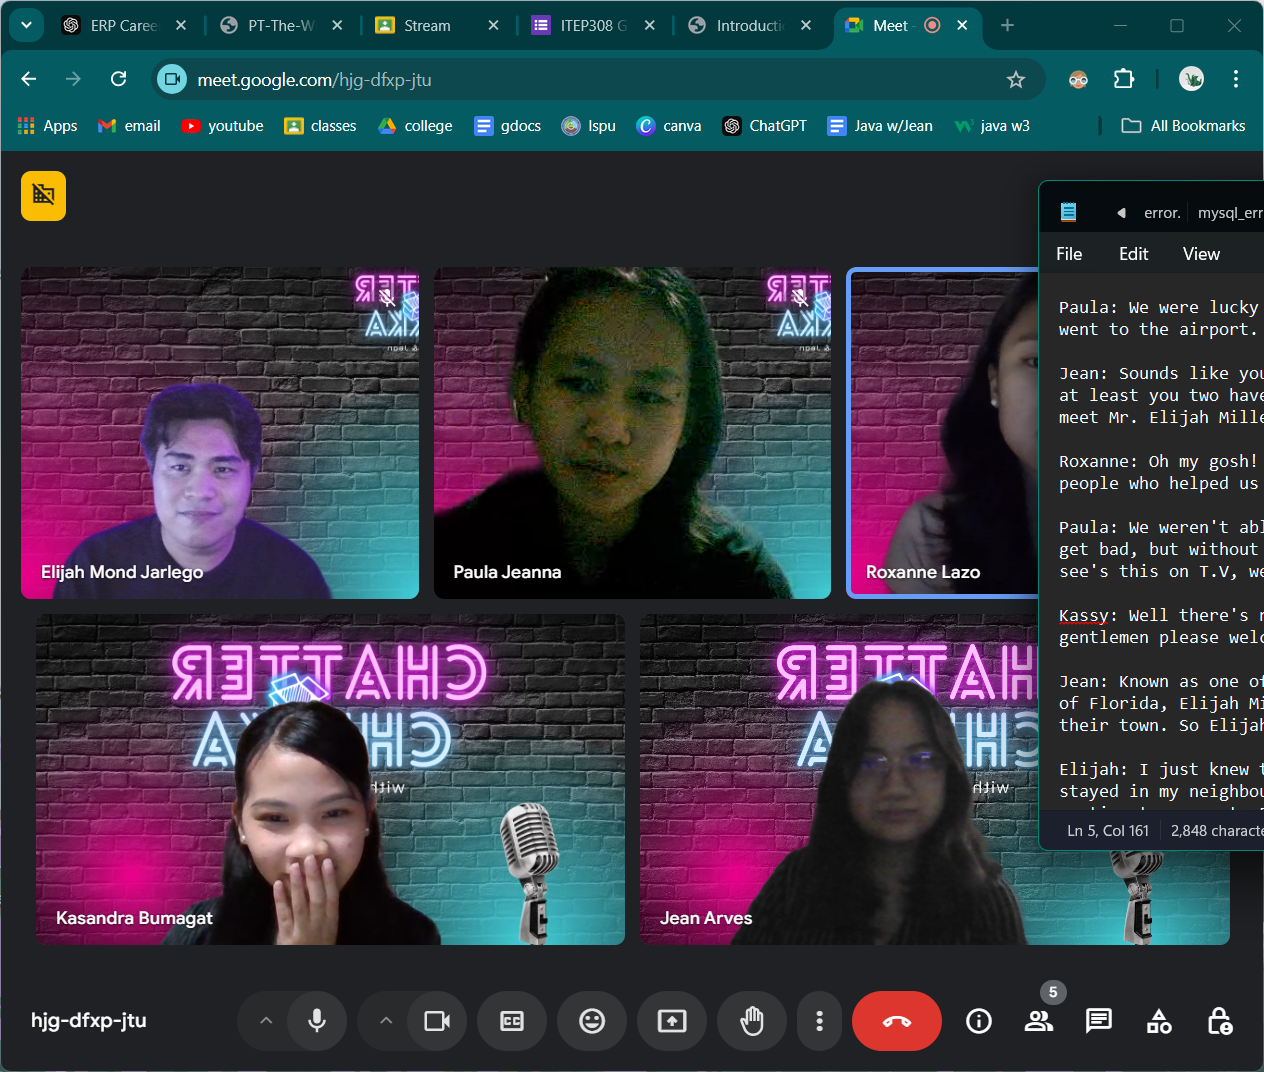 ERP Caree
PT-The-W
Stream
ITEP308 G
Introducti
Meet -
meet.google.com/hjg-dfxp-jtu
Apps
email
youtube
classes
college
gdocs
lspu
canva
ChatGPT
Java w/Jean
java w3
All Bookmarks
error.
mysql_err
File
Edit
View
Paula: We were lucky
went to the airport.
Jean: Sounds like you
at least you two have
meet Mr. Elijah Mille
Roxanne: Oh my gosh!
people who helped us
Paula: We weren't abl
get bad, but without
see's this on T.V, we
Kassy: Well there's n
gentlemen please welc
Jean: Known as one of
of Florida, Elijah Mi
their town. So Elijah
Elijah: I just knew t
stayed in my neighbou
Ln 5, Col 161
2,848 characte
Elijah Mond Jarlego
Paula Jeanna
Roxanne Lazo
CHATTER
CH
KA
with
Kasandra Bumagat
CHATTER
with
Jean Arves
hjg-dfxp-jtu
CC
5